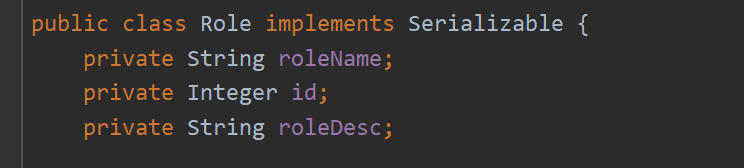 public class Role implements Serializable {
private String roleName;
private Integer id;
private String roleDesc;